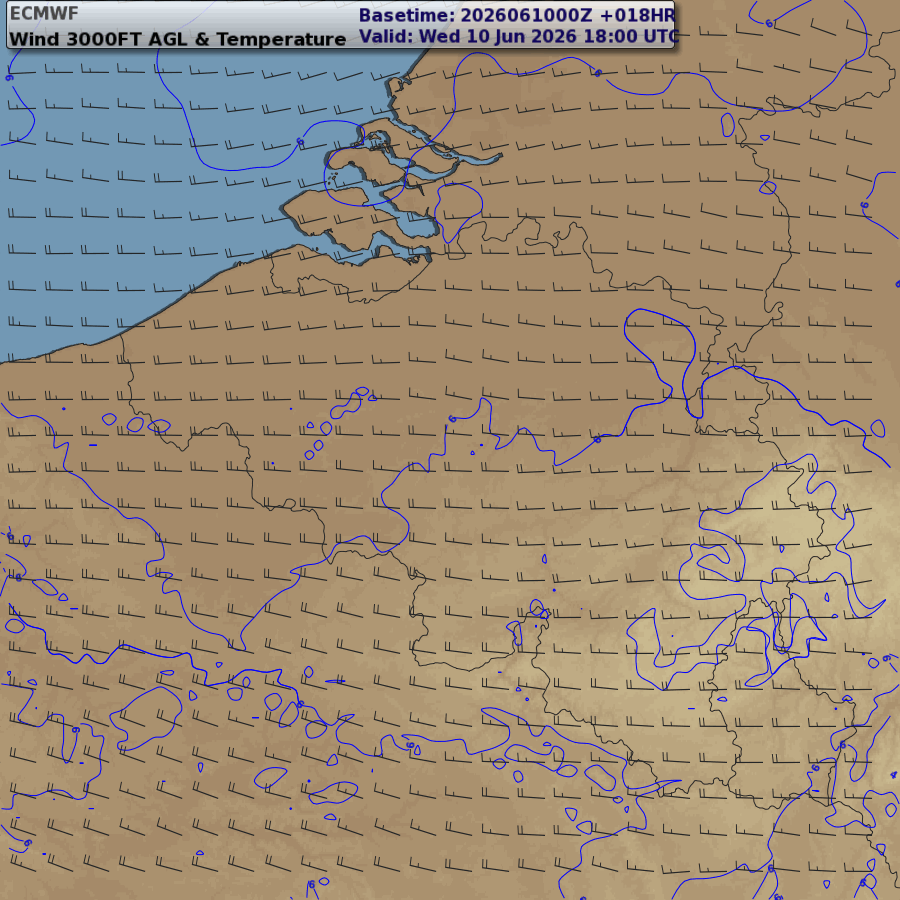 ECMWF
Basetime: 2026061000Z +018HR
Wind 3000FT AGL & Temperature
Valid: Wed 10 Jun 2026 18:00 UTC